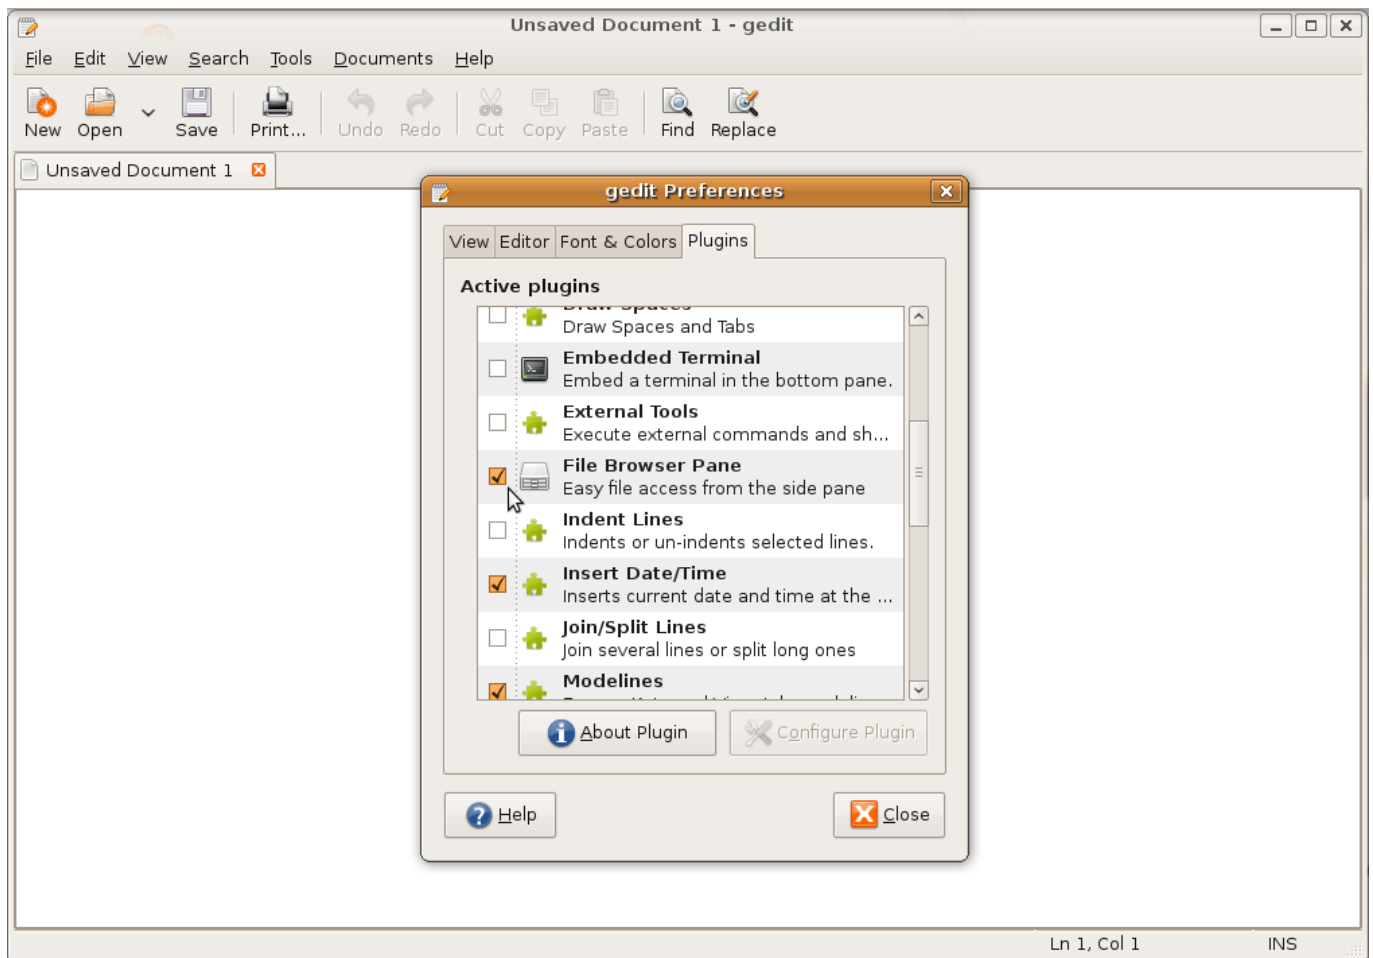 Unsaved Document 1 - gedit
File Edit View Search Tools Documents Help
New Open Save Print... Undo Redo Cut Copy Paste Find Replace
Unsaved Document 1
gedit Preferences
View Editor Font & Colors Plugins
Active plugins
Draw Spaces
Draw Spaces and Tabs
Embedded Terminal
Embed a terminal in the bottom pane.
External Tools
Execute external commands and sh...
File Browser Pane
Easy file access from the side pane
Indent Lines
Indents or un-indents selected lines.
Insert Date/Time
Inserts current date and time at the ...
Join/Split Lines
Join several lines or split long ones
Modelines
About Plugin Configure Plugin
Help Close
Ln 1, Col 1 INS